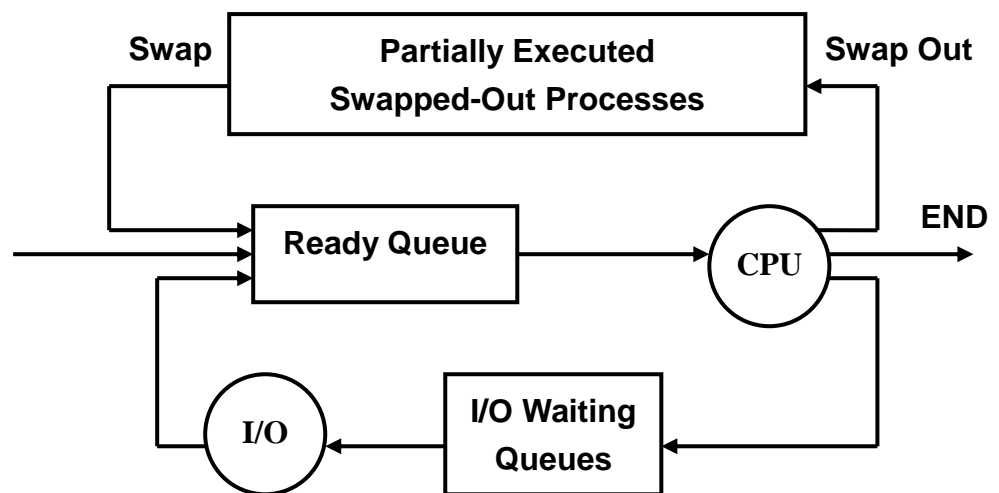 Swap
Partially Executed
Swapped-Out Processes
Swap Out
END
Ready Queue
CPU
I/O
I/O Waiting
Queues